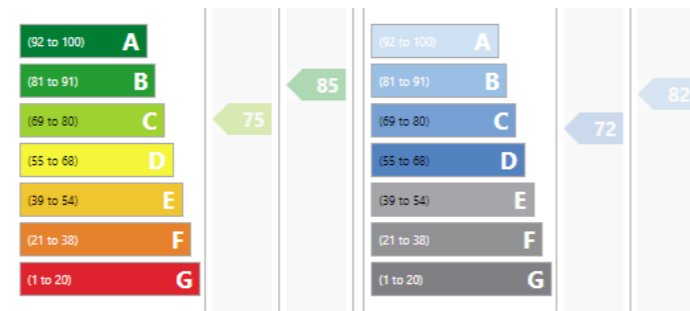 (92 to 100) A
(81 to 91) B
(69 to 80) C
(55 to 68) D
(39 to 54) E
(21 to 38) F
(1 to 20) G
75
85
(92 to 100) A
(81 to 91) B
(69 to 80) C
(55 to 68) D
(39 to 54) E
(21 to 38) F
(1 to 20) G
72
82